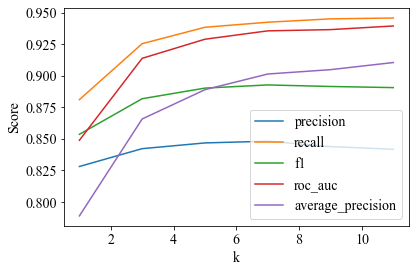 0.950
0.925
0.900
0.875
0.850
0.825
0.800
Score
2 4 6 8 10
k
precision
recall
f1
roc_auc
average_precision